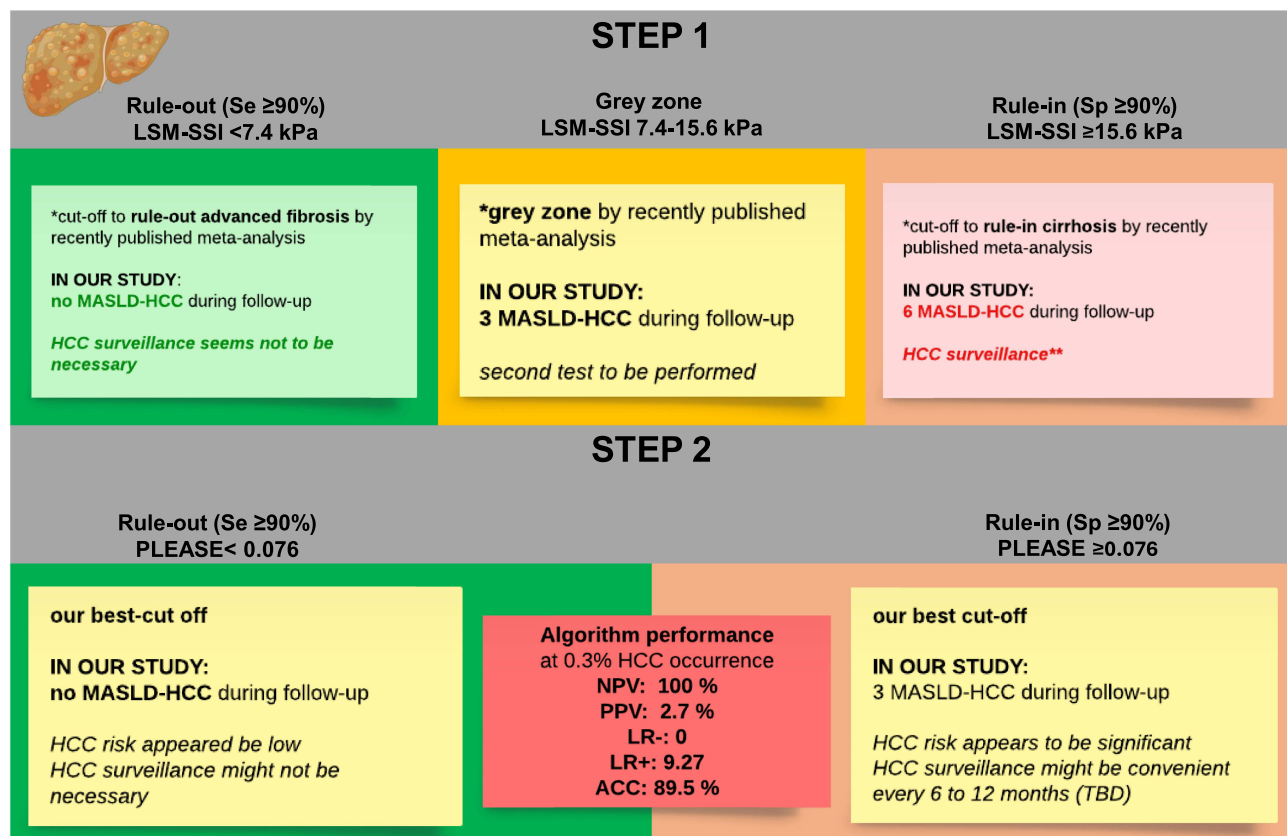 STEP 1
Rule-out (Se ≥90%)
LSM-SSI <7.4 kPa
Grey zone
LSM-SSI 7.4-15.6 kPa
Rule-in (Sp ≥90%)
LSM-SSI ≥15.6 kPa
*cut-off to rule-out advanced fibrosis by
recently published meta-analysis
IN OUR STUDY:
no MASLD-HCC during follow-up
HCC surveillance seems not to be
necessary
*grey zone by recently published
meta-analysis
IN OUR STUDY:
3 MASLD-HCC during follow-up
second test to be performed
*cut-off to rule-in cirrhosis by recently
published meta-analysis
IN OUR STUDY:
6 MASLD-HCC during follow-up
HCC surveillance**
STEP 2
Rule-out (Se ≥90%)
PLEASE< 0.076
Rule-in (Sp ≥90%)
PLEASE ≥0.076
our best-cut off
IN OUR STUDY:
no MASLD-HCC during follow-up
HCC risk appeared be low
HCC surveillance might not be
necessary
Algorithm performance
at 0.3% HCC occurrence
NPV: 100 %
PPV: 2.7 %
LR-: 0
LR+: 9.27
ACC: 89.5 %
our best cut-off
IN OUR STUDY:
3 MASLD-HCC during follow-up
HCC risk appears to be significant
HCC surveillance might be convenient
every 6 to 12 months (TBD)